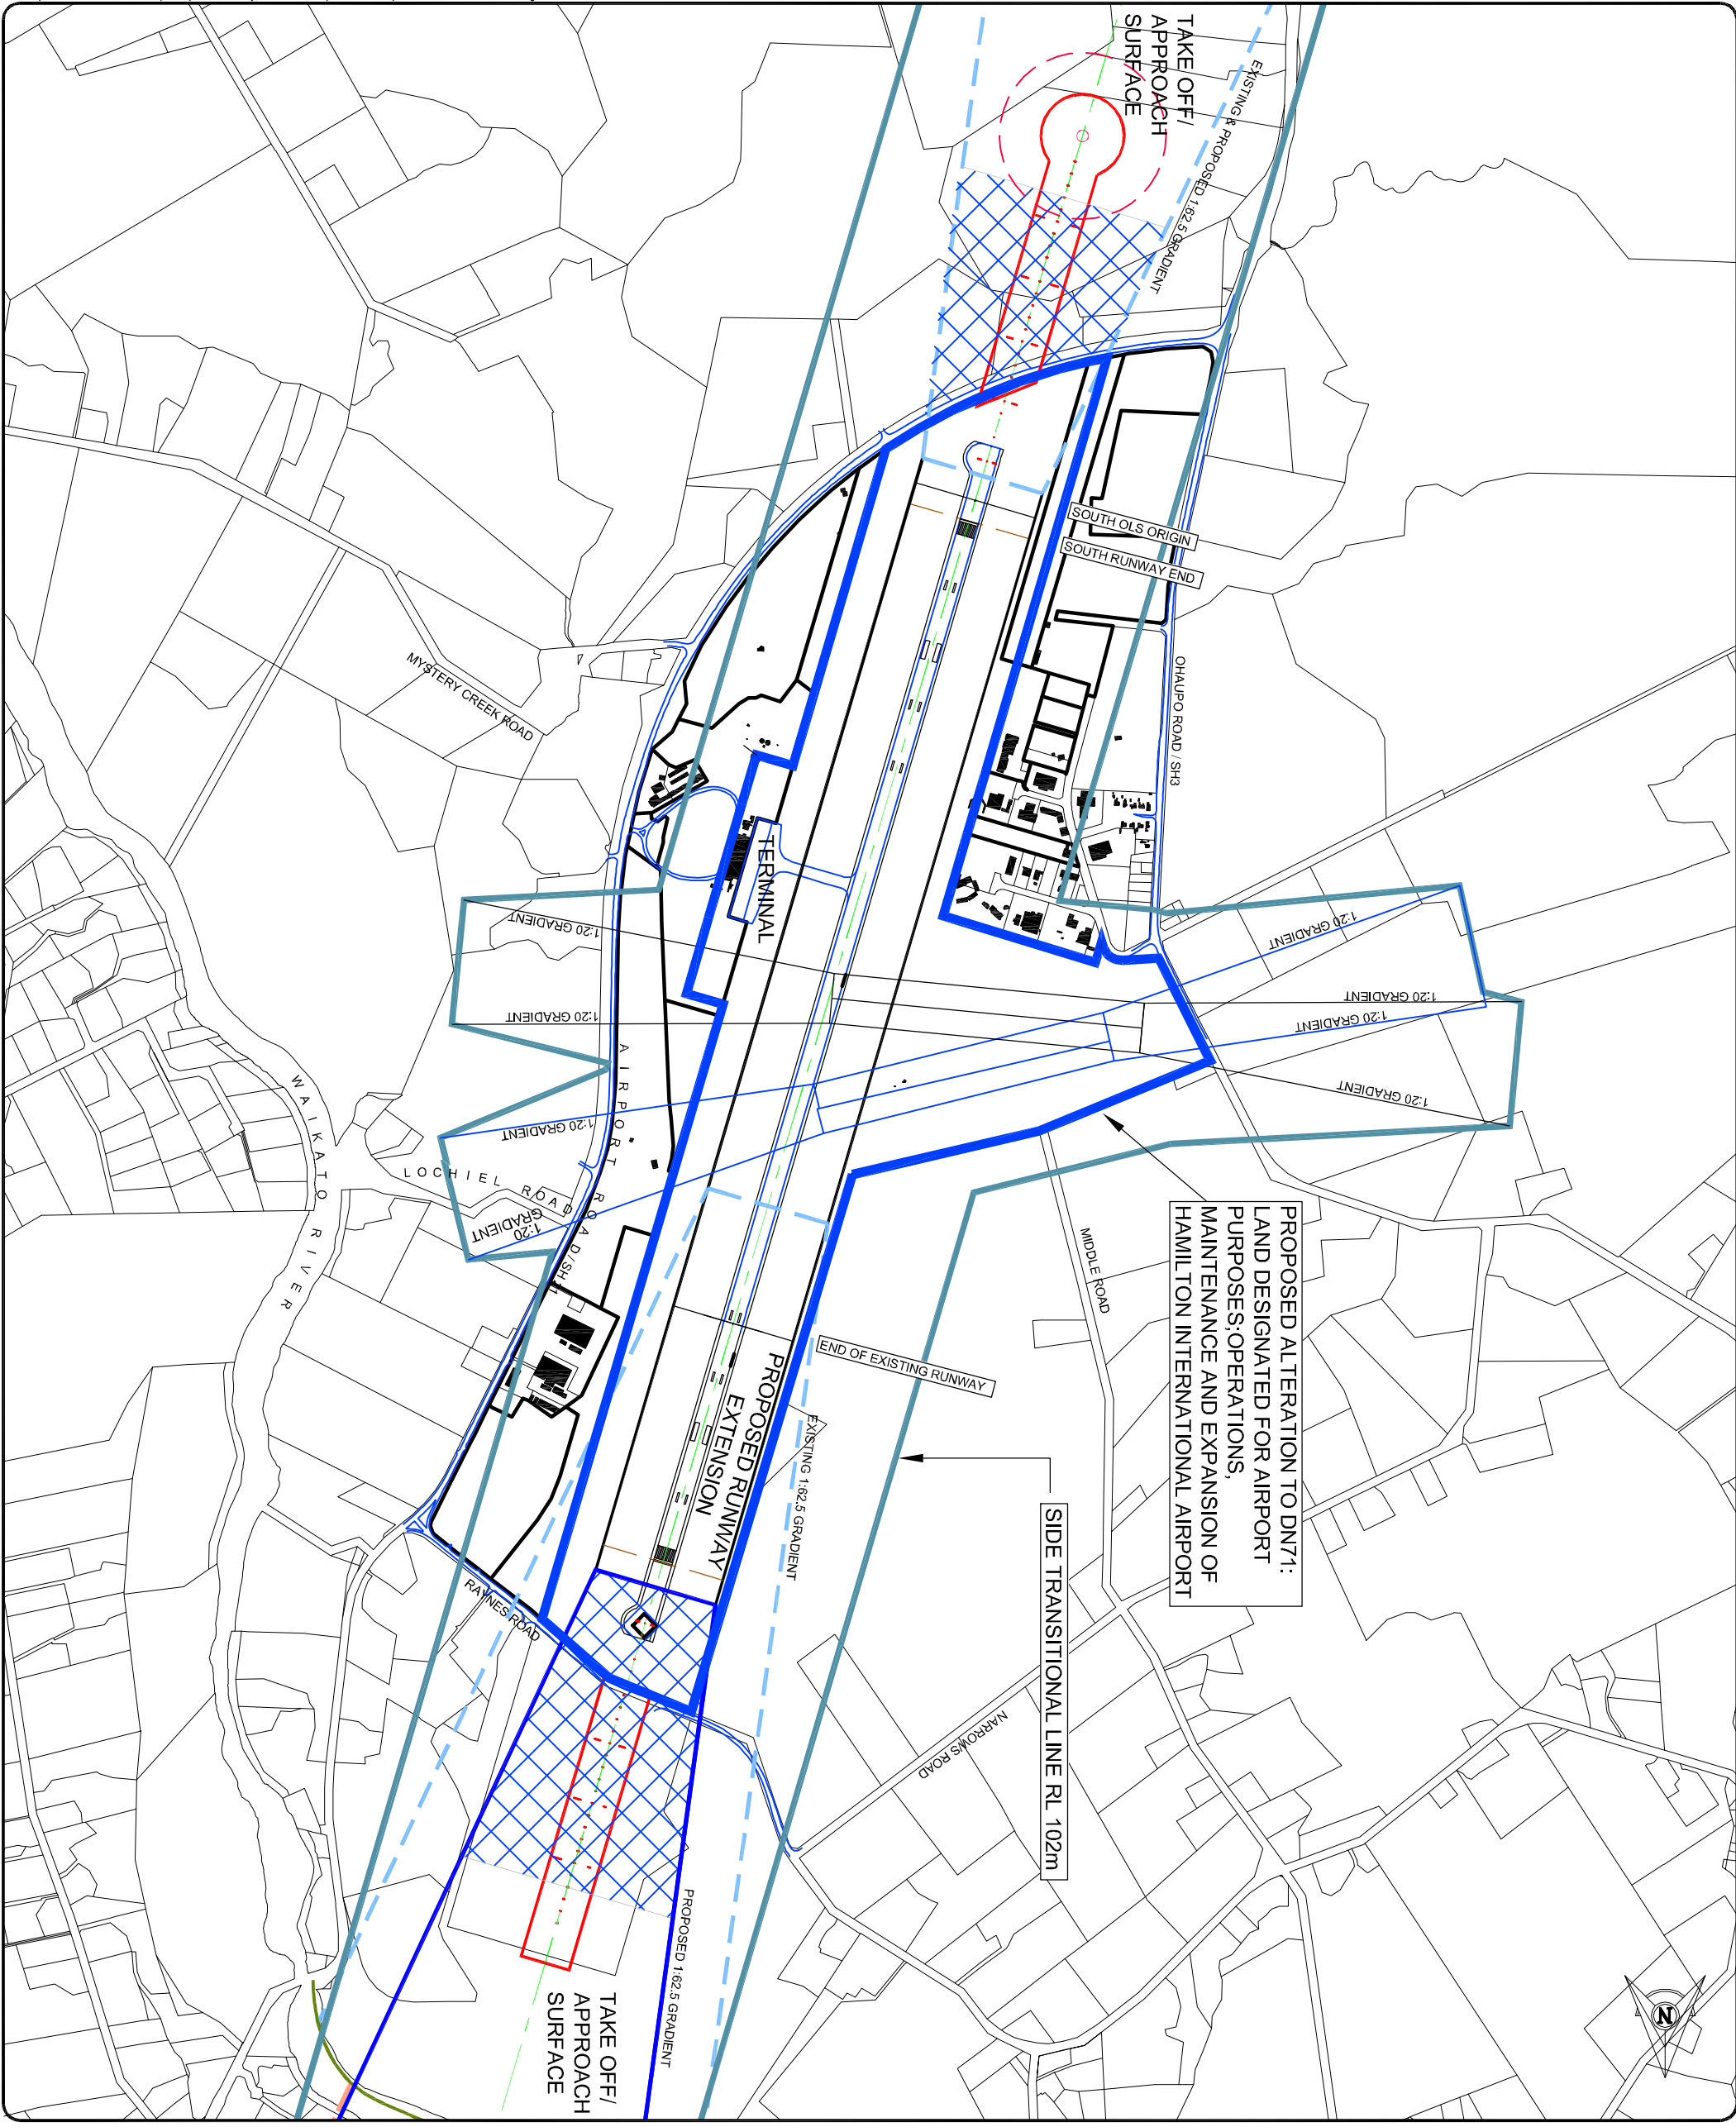 TAKE OFF/
APPROACH
SURFACE
EXISTING & PROPOSED 1:62.5 GRADIENT
SOUTH OLS ORIGIN
SOUTH RUNWAY END
OHAUPO ROAD / SH3
MYSTERY CREEK ROAD
TERMINAL
1:20 GRADIENT
1:20 GRADIENT
1:20 GRADIENT
1:20 GRADIENT
1:20 GRADIENT
1:20 GRADIENT
1:20 GRADIENT
1:20
GRADIENT
AIRPORT ROAD/SH21
WAIKATO RIVER
LOCHIEL ROAD
MIDDLE ROAD
PROPOSED ALTERATION TO DN71:
LAND DESIGNATED FOR AIRPORT
PURPOSES;OPERATIONS,
MAINTENANCE AND EXPANSION OF
HAMILTON INTERNATIONAL AIRPORT
END OF EXISTING RUNWAY
PROPOSED RUNWAY
EXTENSION
EXISTING 1:62.5 GRADIENT
SIDE TRANSITIONAL LINE RL 102m
RAYNES ROAD
NARROWS ROAD
PROPOSED 1:62.5 GRADIENT
TAKE OFF/
APPROACH
SURFACE
N